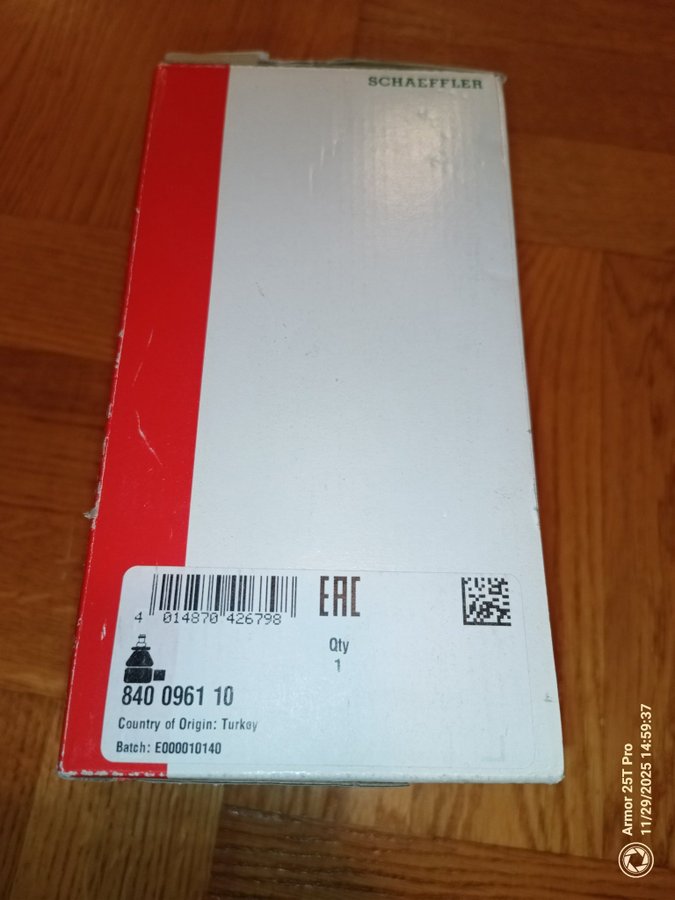 SCHAEFFLER
4 014870 426798
EAC
Qty
1
840 0961 10
Country of Origin: Turkey
Batch: E000010140
Armor 25T Pro
11/29/2025 14:59:37